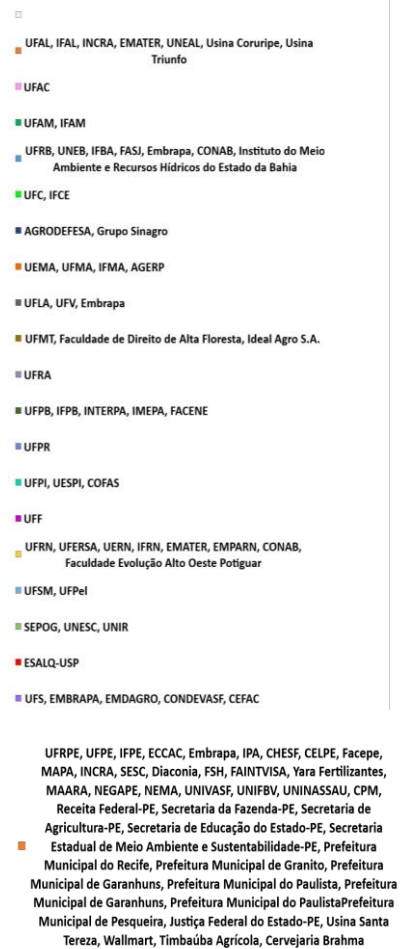 UFAL, IFAL, INCRA, EMATER, UNEAL, Usina Coruripe, Usina
Triunfo
UFAC
UFAM, IFAM
UFRB, UNEB, IFBA, FASJ, Embrapa, CONAB, Instituto do Meio
Ambiente e Recursos Hídricos do Estado da Bahia
UFC, IFCE
AGRODEFESA, Grupo Sinagro
UEMA, UFMA, IFMA, AGERP
UFLA, UFV, Embrapa
UFMT, Faculdade de Direito de Alta Floresta, Ideal Agro S.A.
UFRA
UFPB, IFPB, INTERPA, IMEPA, FACENE
UFPR
UFPI, UESPI, COFAS
UFF
UFRN, UFERSA, UERN, IFRN, EMATER, EMPARN, CONAB,
Faculdade Evolução Alto Oeste Potiguar
UFSM, UFPel
SEPOG, UNESC, UNIR
ESALQ-USP
UFS, EMBRAPA, EMDAGRO, CONDEVASF, CEFAC
UFRPE, UFPE, IFPE, ECCAC, Embrapa, IPA, CHESF, CELPE, Facepe,
MAPA, INCRA, SESC, Diaconia, FSH, FAINTVISA, Yara Fertilizantes,
MAARA, NEGAPE, NEMA, UNIVASF, UNIFBV, UNINASSAU, CPM,
Receita Federal-PE, Secretaria da Fazenda-PE, Secretaria de
Agricultura-PE, Secretaria de Educação do Estado-PE, Secretaria
Estadual de Meio Ambiente e Sustentabilidade-PE, Prefeitura
Municipal do Recife, Prefeitura Municipal de Granito, Prefeitura
Municipal de Garanhuns, Prefeitura Municipal do Paulista, Prefeitura
Municipal de Garanhuns, Prefeitura Municipal do PaulistaPrefeitura
Municipal de Pesqueira, Justiça Federal do Estado-PE, Usina Santa
Tereza, Wallmart, Timbaúba Agrícola, Cervejaria Brahma